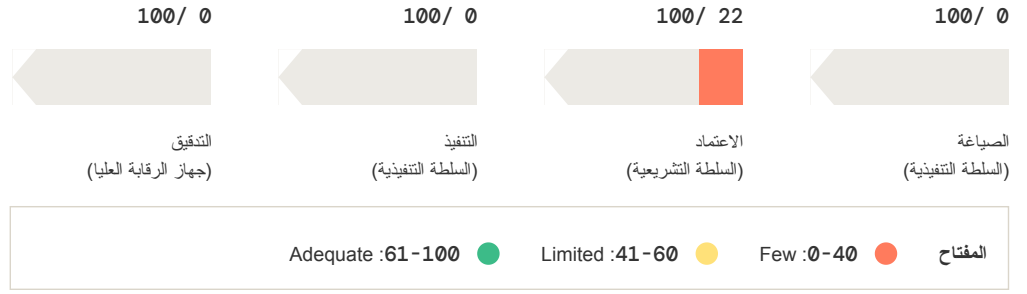 100/ 0
100/ 22
100/ 0
100/ 0
الصياغة
(السلطة التنفيذية)
الاعتماد
(السلطة التشريعية)
التنفيذ
(السلطة التنفيذية)
التدقيق
(جهاز الرقابة العليا)
المفتاح
Few :0-40
Limited :41-60
Adequate :61-100